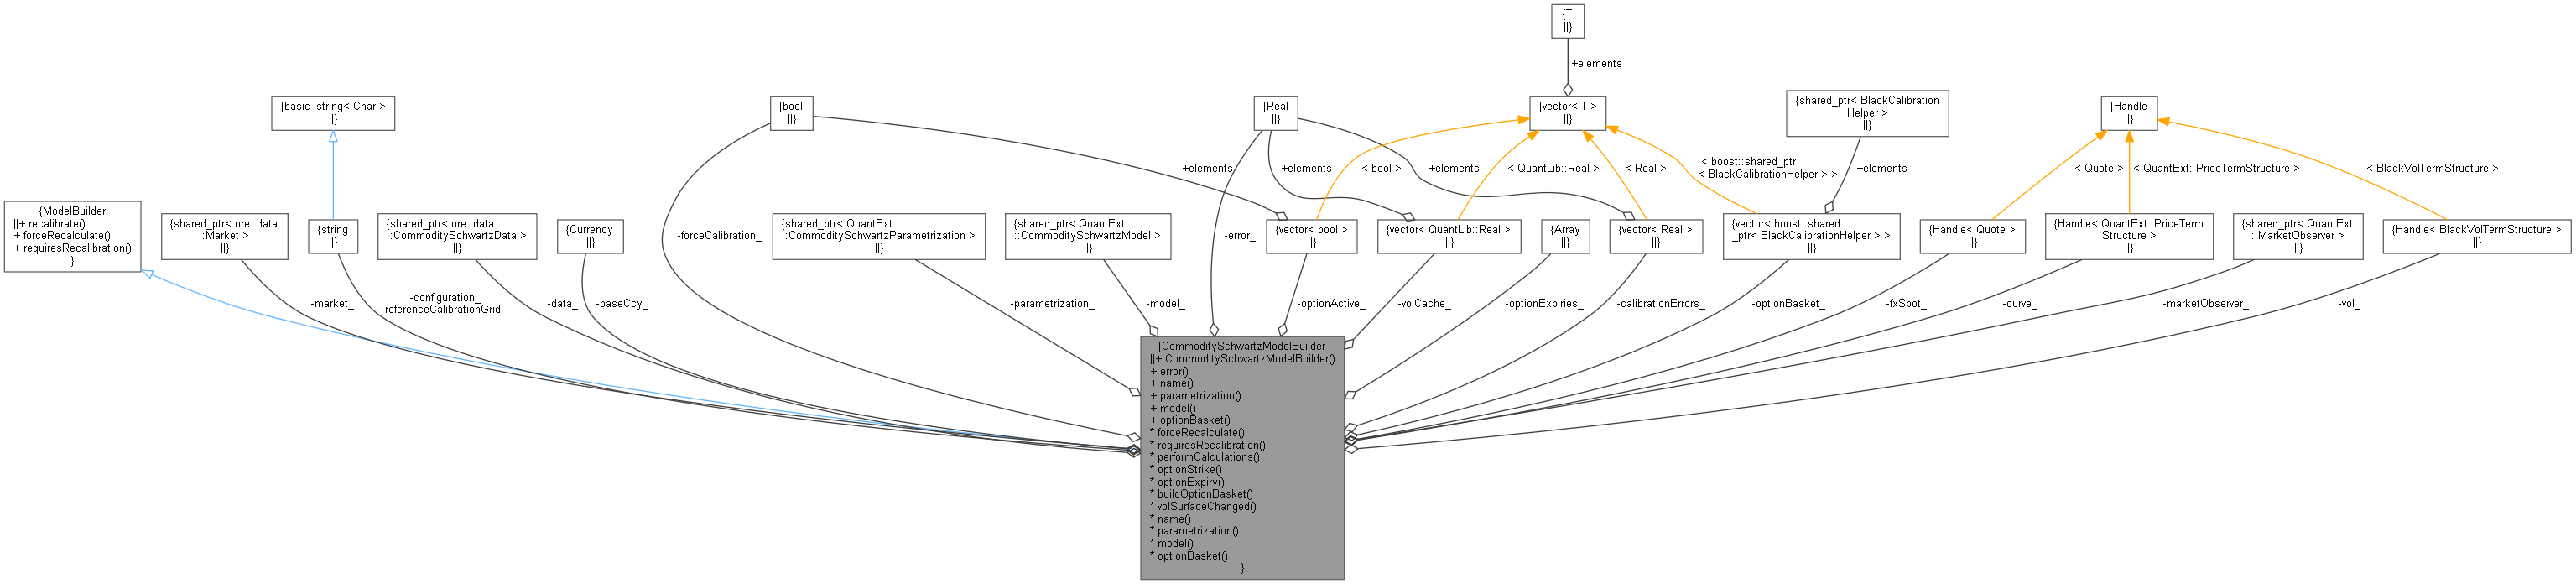 {T
||}
+elements
{basic_string< Char >
||}
{bool
||}
{Real
||}
{vector< T >
||}
{shared_ptr< BlackCalibration
Helper >
||}
{Handle
||}
+elements
+elements
+elements
+elements
< bool >
< QuantLib::Real >
< Real >
< boost::shared_ptr
< BlackCalibrationHelper > >
< Quote >
< QuantExt::PriceTermStructure >
< BlackVolTermStructure >
{ModelBuilder
||+ recalibrate()
+ forceRecalculate()
+ requiresRecalibration()
}
{shared_ptr< ore::data
::Market >
||}
{string
||}
{shared_ptr< ore::data
::CommoditySchwartzData >
||}
{Currency
||}
-forceCalibration_
{shared_ptr< QuantExt
::CommoditySchwartzParametrization >
||}
{shared_ptr< QuantExt
::CommoditySchwartzModel >
||}
-error_
{vector< bool >
||}
{vector< QuantLib::Real >
||}
{Array
||}
{vector< Real >
||}
{vector< boost::shared
_ptr< BlackCalibrationHelper > >
||}
{Handle< Quote >
||}
{Handle< QuantExt::PriceTerm
Structure >
||}
{shared_ptr< QuantExt
::MarketObserver >
||}
{Handle< BlackVolTermStructure >
||}
-market_
-configuration_
-referenceCalibrationGrid_
-data_
-baseCcy_
-parametrization_
-model_
-optionActive_
-volCache_
-optionExpiries_
-calibrationErrors_
-optionBasket_
-fxSpot_
-curve_
-marketObserver_
-vol_
{CommoditySchwartzModelBuilder
||+ CommoditySchwartzModelBuilder()
+ error()
+ name()
+ parametrization()
+ model()
+ optionBasket()
* forceRecalculate()
* requiresRecalibration()
* performCalculations()
* optionStrike()
* optionExpiry()
* buildOptionBasket()
* volSurfaceChanged()
* name()
* parametrization()
* model()
* optionBasket()
}